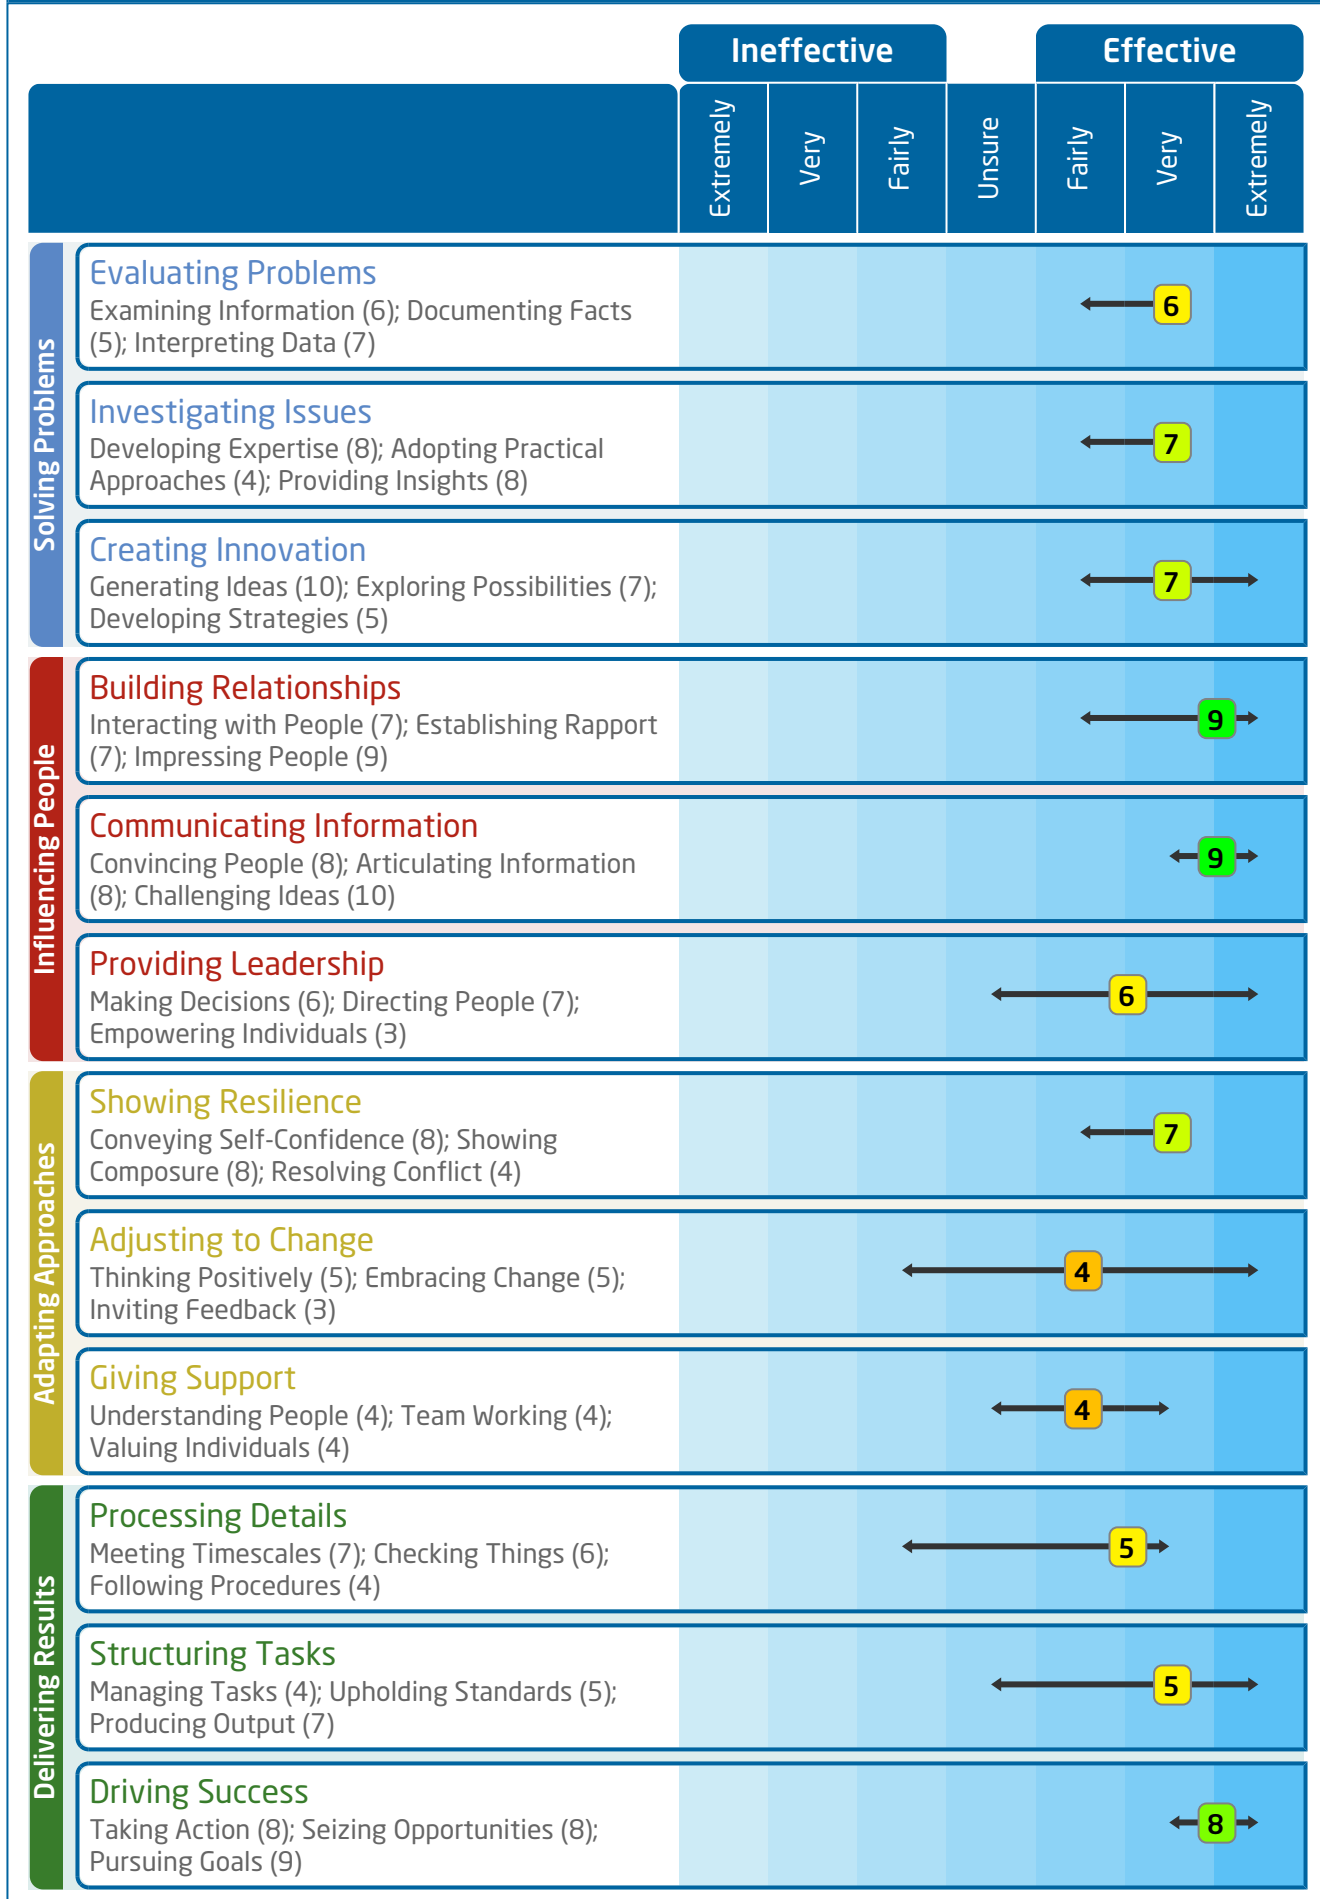 Ineffective
Effective
Extremely
Very
Fairly
Unsure
Fairly
Very
Extremely
Solving Problems
Evaluating Problems
Examining Information (6); Documenting Facts
(5); Interpreting Data (7)
6
Investigating Issues
Developing Expertise (8); Adopting Practical
Approaches (4); Providing Insights (8)
7
Creating Innovation
Generating Ideas (10); Exploring Possibilities (7);
Developing Strategies (5)
7
Influencing People
Building Relationships
Interacting with People (7); Establishing Rapport
(7); Impressing People (9)
9
Communicating Information
Convincing People (8); Articulating Information
(8); Challenging Ideas (10)
9
Providing Leadership
Making Decisions (6); Directing People (7);
Empowering Individuals (3)
6
Adapting Approaches
Showing Resilience
Conveying Self-Confidence (8); Showing
Composure (8); Resolving Conflict (4)
7
Adjusting to Change
Thinking Positively (5); Embracing Change (5);
Inviting Feedback (3)
4
Giving Support
Understanding People (4); Team Working (4);
Valuing Individuals (4)
4
Delivering Results
Processing Details
Meeting Timescales (7); Checking Things (6);
Following Procedures (4)
5
Structuring Tasks
Managing Tasks (4); Upholding Standards (5);
Producing Output (7)
5
Driving Success
Taking Action (8); Seizing Opportunities (8);
Pursuing Goals (9)
8